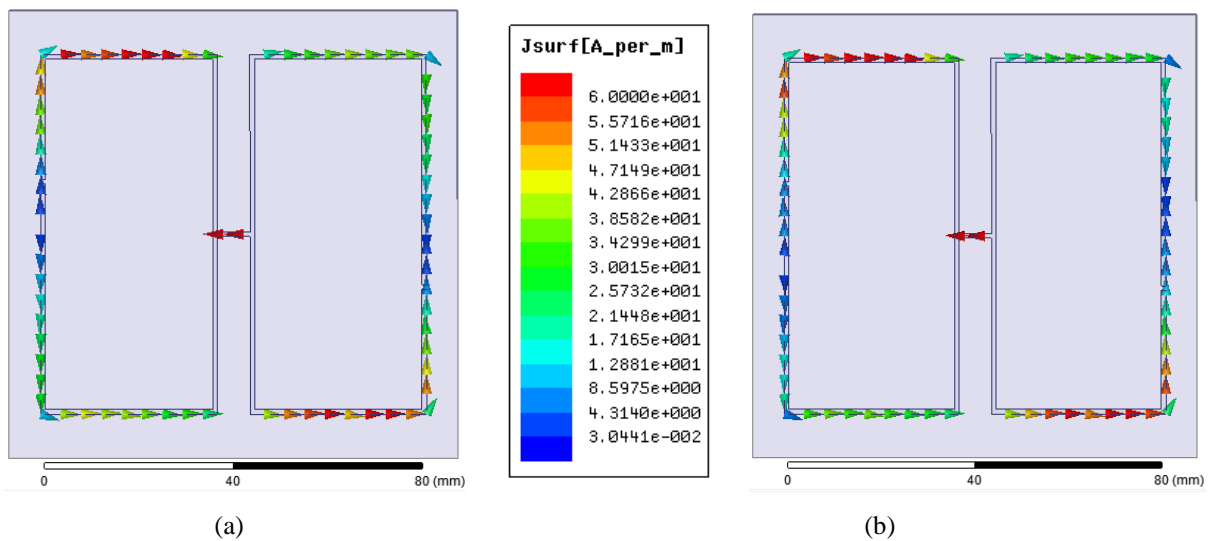 Jsurf[A_per_m]
6.0000e+001
5.5716e+001
5.1433e+001
4.7149e+001
4.2866e+001
3.8582e+001
3.4299e+001
3.0015e+001
2.5732e+001
2.1448e+001
1.7165e+001
1.2881e+001
8.5975e+000
4.3140e+000
3.0441e-002
0 40 80 (mm)
0 40 80 (mm)
(a)
(b)